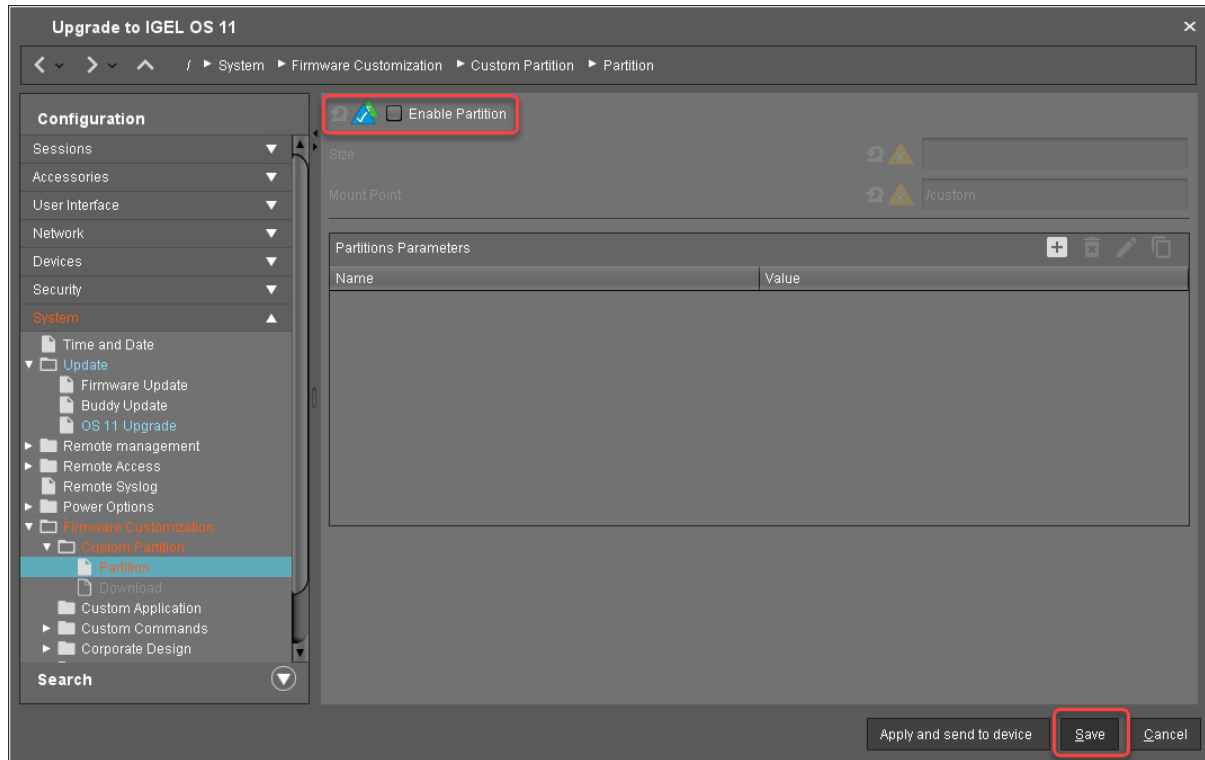 Upgrade to IGEL OS 11
/ System Firmware Customization Custom Partition Partition
Configuration
Sessions
Accessories
User Interface
Network
Devices
Security
System
Time and Date
Update
Firmware Update
Buddy Update
OS 11 Upgrade
Remote management
Remote Access
Remote Syslog
Power Options
Firmware Customization
Custom Partition
Partition
Download
Custom Application
Custom Commands
Corporate Design
Search
Enable Partition
Size
Mount Point /custom
Partitions Parameters
Name Value
Apply and send to device Save Cancel